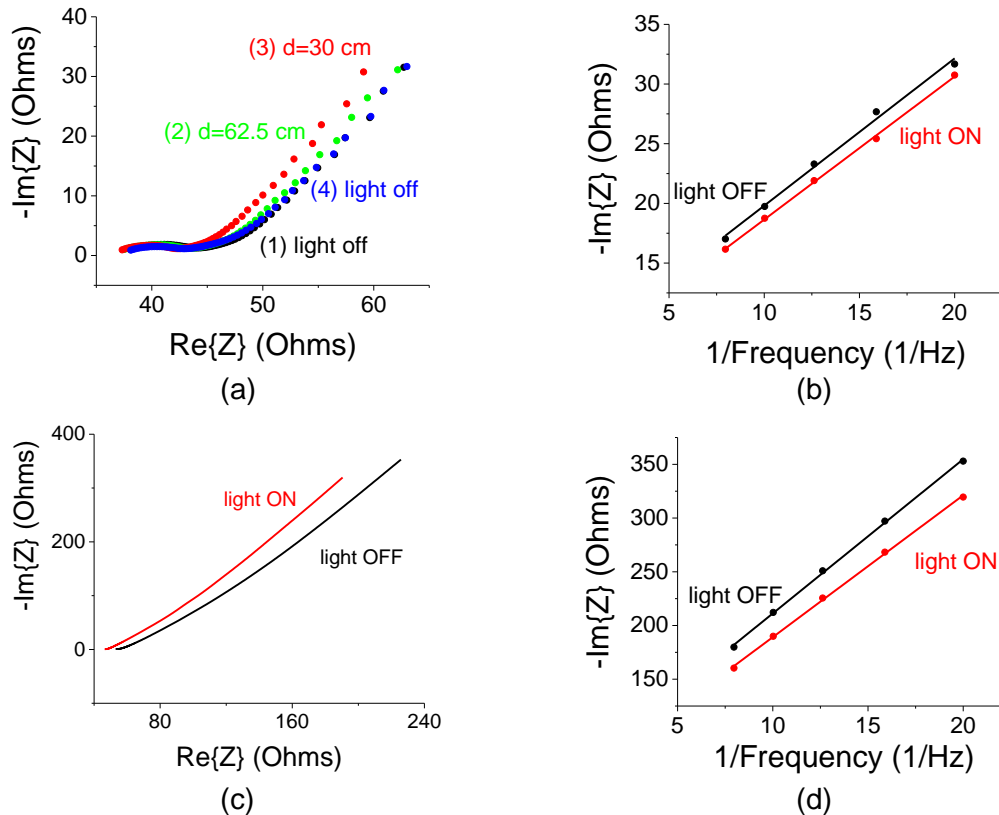 40
30
20
10
0
-Im{Z} (Ohms)
(3) d=30 cm
(2) d=62.5 cm
(4) light off
(1) light off
40
50
60
Re{Z} (Ohms)
(a)
35
30
25
20
15
-Im{Z} (Ohms)
light OFF
light ON
5
10
15
20
1/Frequency (1/Hz)
(b)
400
200
0
-Im{Z} (Ohms)
light ON
light OFF
80
160
240
Re{Z} (Ohms)
(c)
350
300
250
200
150
-Im{Z} (Ohms)
light OFF
light ON
5
10
15
20
1/Frequency (1/Hz)
(d)